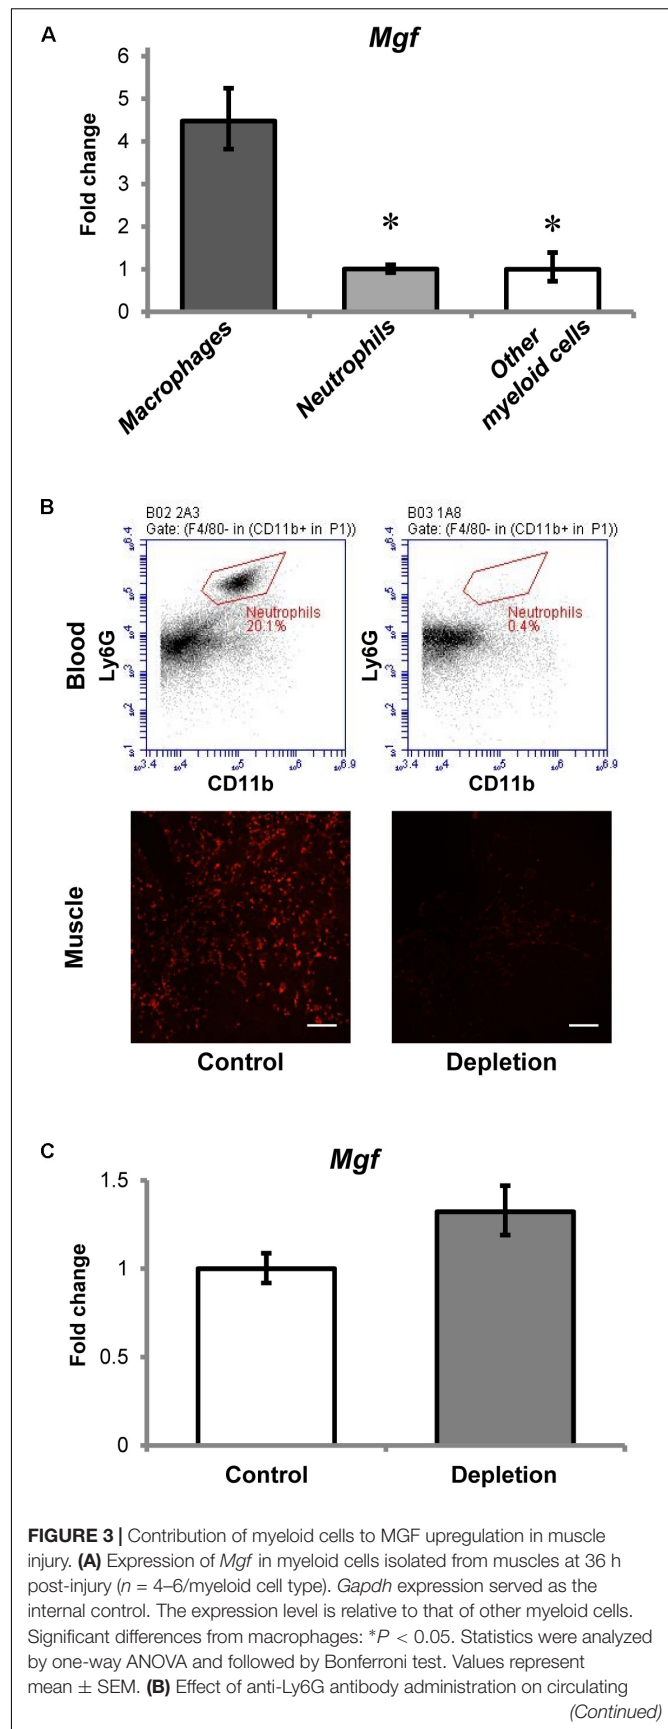 A
Mgf
Fold change
6
5
4
3
2
1
0
*
*
Macrophages
Neutrophils
Other
myeloid cells
B
B02 2A3
Gate: (F4/80- in (CD11b+ in P1))
B03 1A8
Gate: (F4/80- in (CD11b+ in P1))
Blood
Ly6G
Neutrophils
20.1%
CD11b
Ly6G
Neutrophils
0.4%
CD11b
Muscle
Control
Depletion
C
Mgf
Fold change
1.5
1
0.5
0
Control
Depletion
FIGURE 3 | Contribution of myeloid cells to MGF upregulation in muscle
injury. (A) Expression of Mgf in myeloid cells isolated from muscles at 36 h
post-injury (n = 4–6/myeloid cell type). Gapdh expression served as the
internal control. The expression level is relative to that of other myeloid cells.
Significant differences from macrophages: *P < 0.05. Statistics were analyzed
by one-way ANOVA and followed by Bonferroni test. Values represent
mean ± SEM. (B) Effect of anti-Ly6G antibody administration on circulating
(Continued)